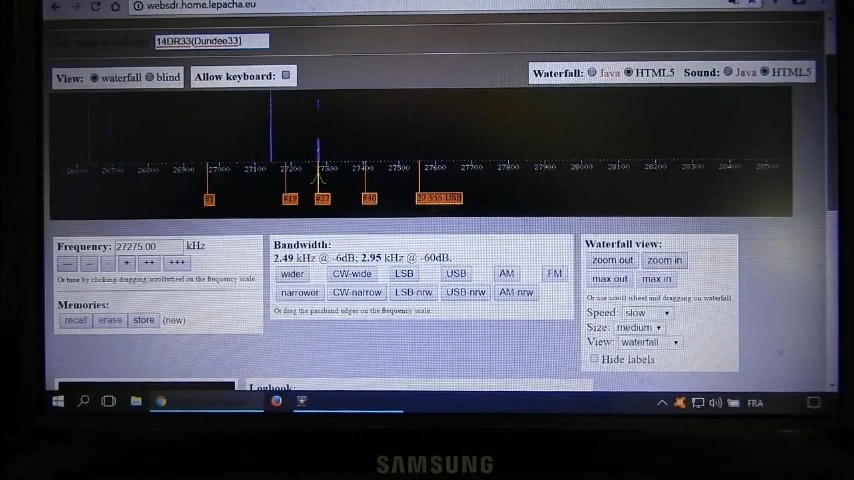 websdr.home.lepacha.eu
14DR33(Dundee33)
View: waterfall blind Allow keyboard: Waterfall: Java HTML5 Sound: Java HTML5
26700 26800 26900 27000 27100 27200 27300 27400 27500 27600 27700 27800 27900 28000 28100 28200 28300 28400 28500
#1 #19 #27 #40 27.555 USB
Frequency: 27275.00 kHz
--- -- - + ++ +++
Or tune by clicking/dragging/scrollwheel on the frequency scale.
Memories:
recall erase store (new)
Bandwidth:
2.49 kHz @ -6dB; 2.95 kHz @ -60dB.
wider CW-wide LSB USB AM FM
narrower CW-narrow LSB-nrw USB-nrw AM-nrw
Or drag the passband edges on the frequency scale.
Waterfall view:
zoom out zoom in
max out max in
Or use scroll wheel and dragging on waterfall.
Speed: slow
Size: medium
View: waterfall
Hide labels
Logbook:
FRA
SAMSUNG